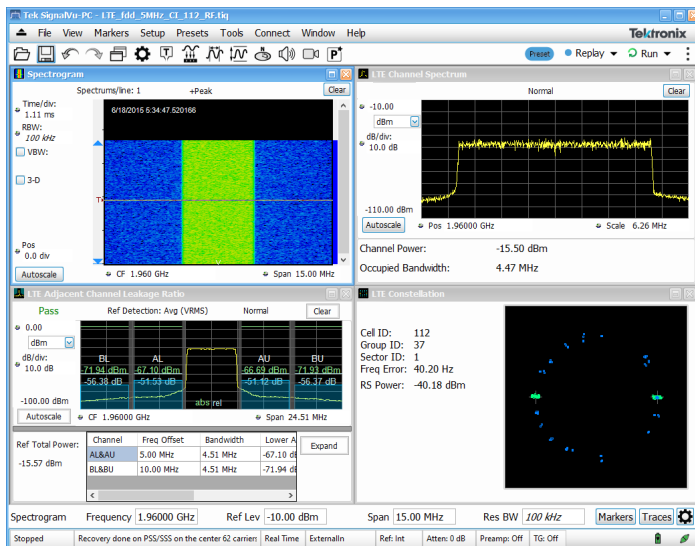 Tek SignalVu-PC - LTE_fdd_5MHz_CI_112_RF.tiq
File View Markers Setup Presets Tools Connect Window Help Tektronix
Preset Replay Run
Spectrogram
Spectrums/line: 1 +Peak Clear
Time/div:
1.11 ms
RBW:
100 kHz
VBW:
3-D
Pos
0.0 div
Autoscale
6/18/2015 5:34:47.520166
T
CF 1.960 GHz Span 15.00 MHz
LTE Channel Spectrum
Normal Clear
-10.00
dBm
dB/div:
10.0 dB
-110.00 dBm
Autoscale Pos 1.96000 GHz Scale 6.26 MHz
Channel Power: -15.50 dBm
Occupied Bandwidth: 4.47 MHz
LTE Adjacent Channel Leakage Ratio
Pass Ref Detection: Avg (VRMS) Normal Clear
0.00
dBm
dB/div:
10.0 dB
-100.00 dBm
Autoscale
BL AL AU BU
-71.94 dBm -67.10 dBm -66.69 dBm -71.93 dBm
-56.38 dB -51.53 dB -51.12 dB -56.37 dB
abs rel
CF 1.96000 GHz Span 24.51 MHz
Ref Total Power:
-15.57 dBm
Channel Freq Offset Bandwidth Lower A
AL&AU 5.00 MHz 4.51 MHz -67.10 d
BL&BU 10.00 MHz 4.51 MHz -71.94 d
Expand
LTE Constellation
Cell ID: 112
Group ID: 37
Sector ID: 1
Freq Error: 40.20 Hz
RS Power: -40.18 dBm
Spectrogram Frequency 1.96000 GHz Ref Lev -10.00 dBm Span 15.00 MHz Res BW 100 kHz Markers Traces
Stopped Recovery done on PSS/SSS on the center 62 carriers Real Time ExternalIn Ref: Int Atten: 0 dB Preamp: Off TG: Off